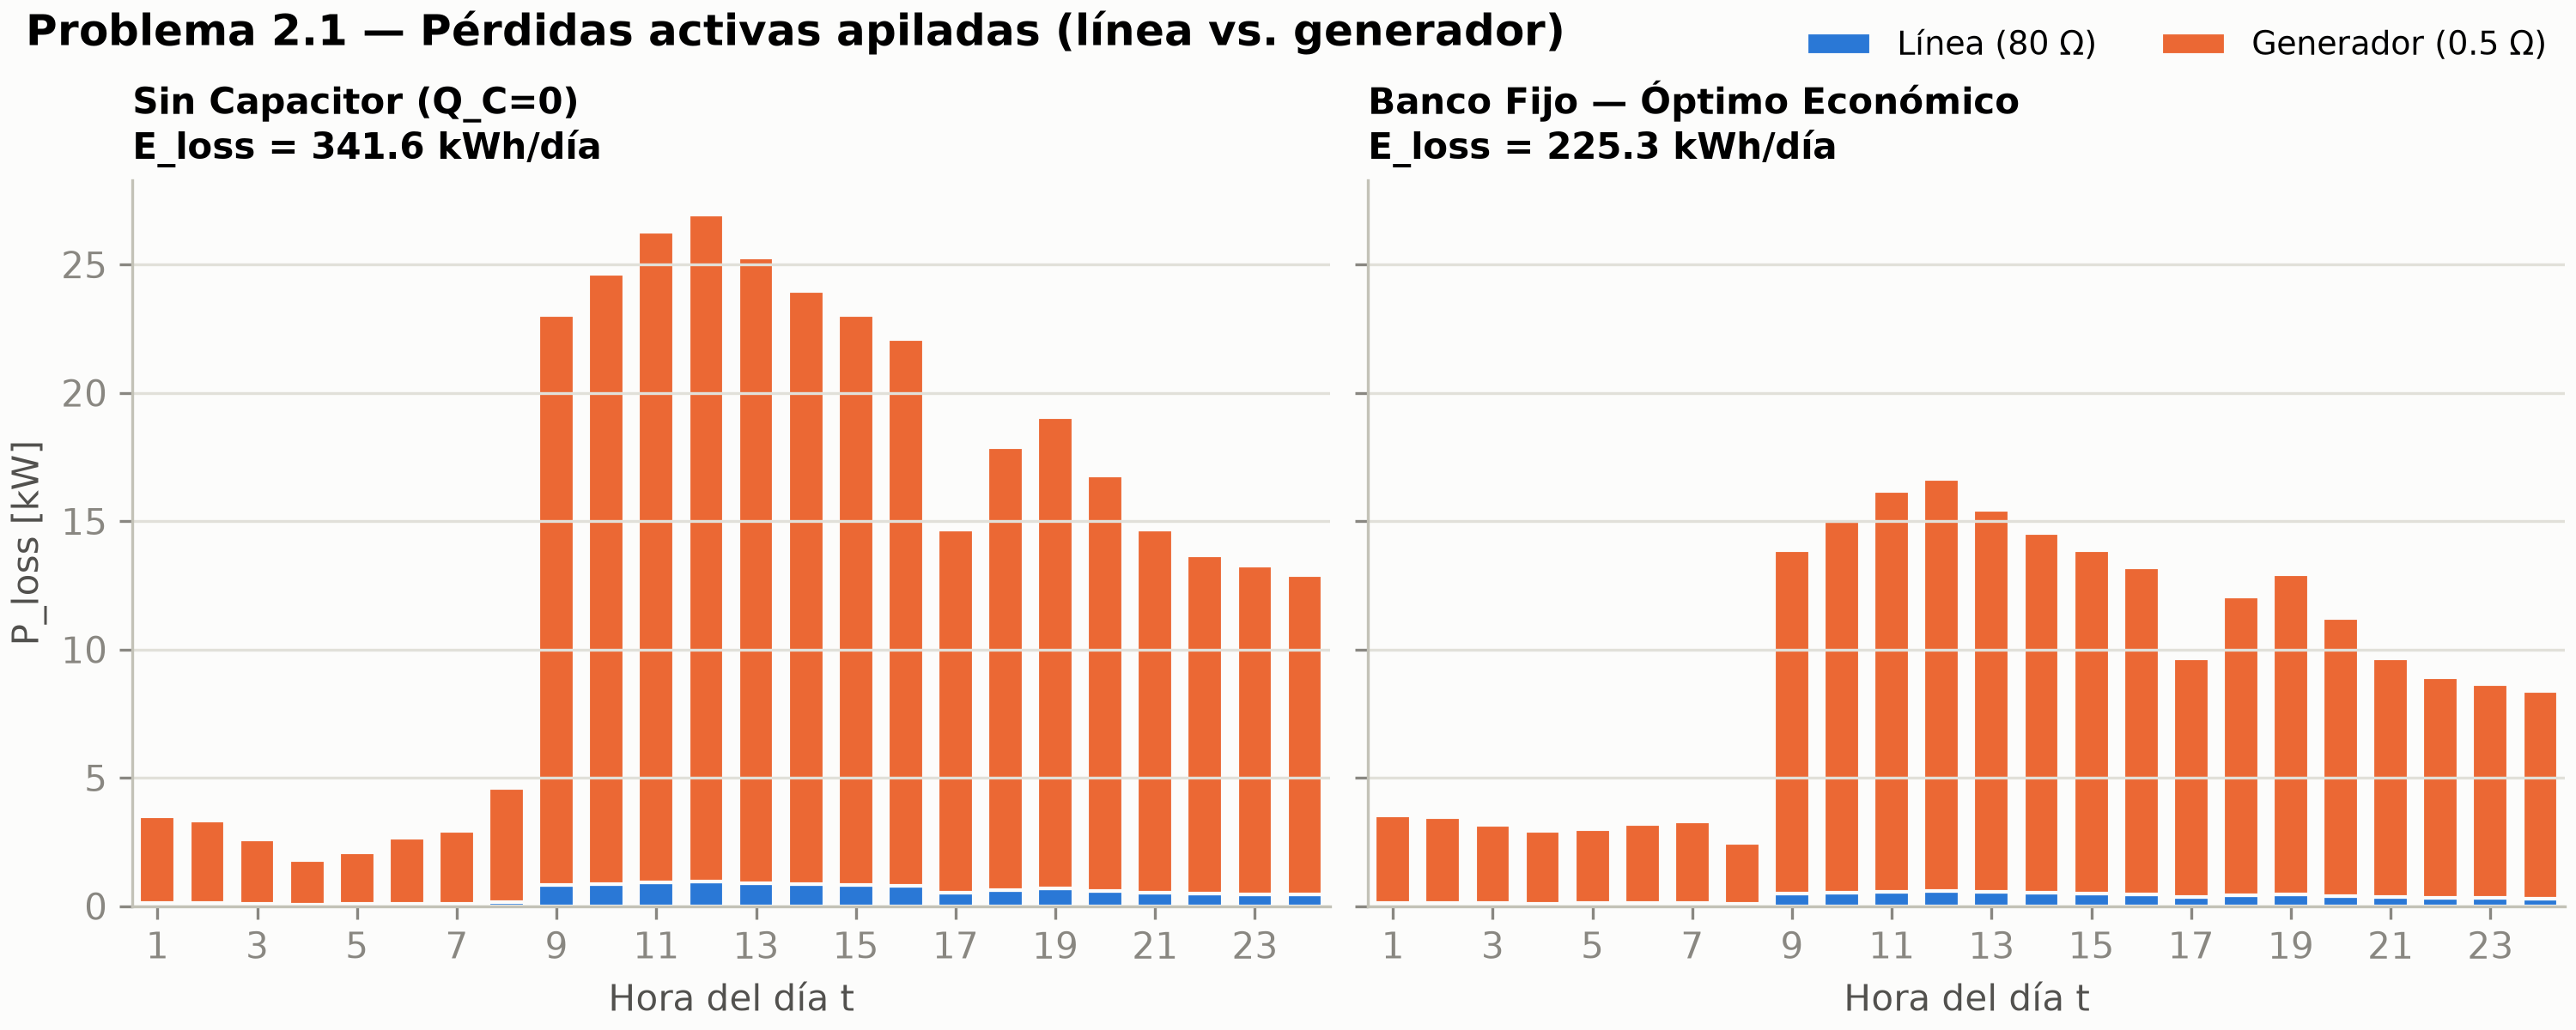 Problema 2.1 — Pérdidas activas apiladas (línea vs. generador)
Línea (80 Ω)
Generador (0.5 Ω)
Sin Capacitor (Q_C=0)
E_loss = 341.6 kWh/día
Banco Fijo — Óptimo Económico
E_loss = 225.3 kWh/día
P_loss [kW]
25
20
15
10
5
0
1 3 5 7 9 11 13 15 17 19 21 23
1 3 5 7 9 11 13 15 17 19 21 23
Hora del día t
Hora del día t